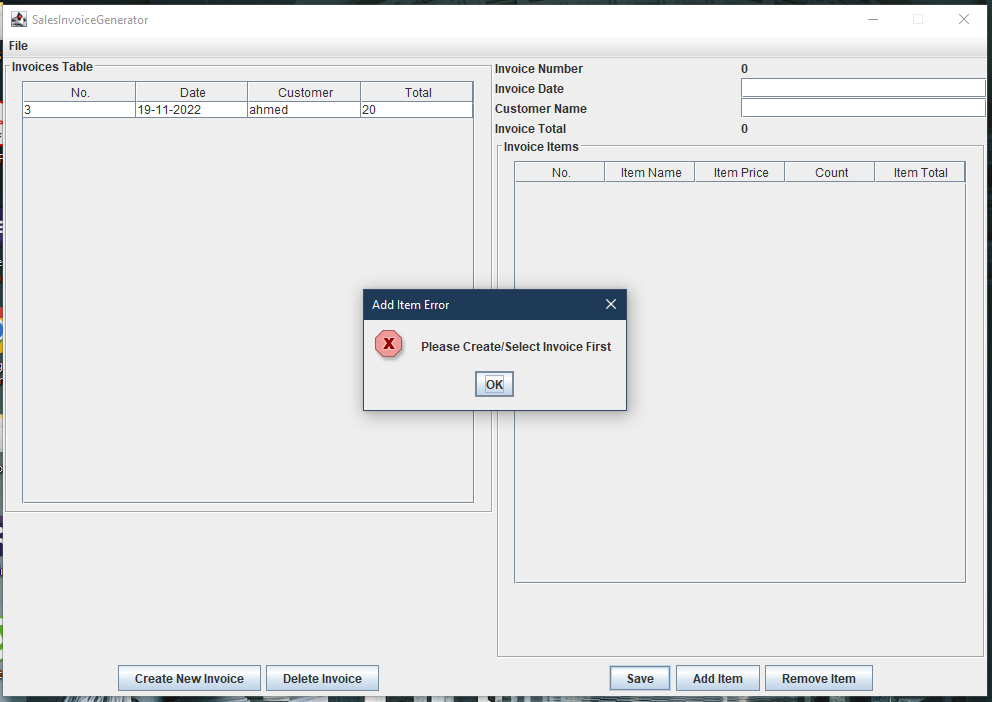 SalesInvoiceGenerator
File
Invoices Table
No. Date Customer Total
3 19-11-2022 ahmed 20
Invoice Number 0
Invoice Date
Customer Name
Invoice Total 0
Invoice Items
No. Item Name Item Price Count Item Total
Add Item Error
Please Create/Select Invoice First
OK
Create New Invoice Delete Invoice Save Add Item Remove Item